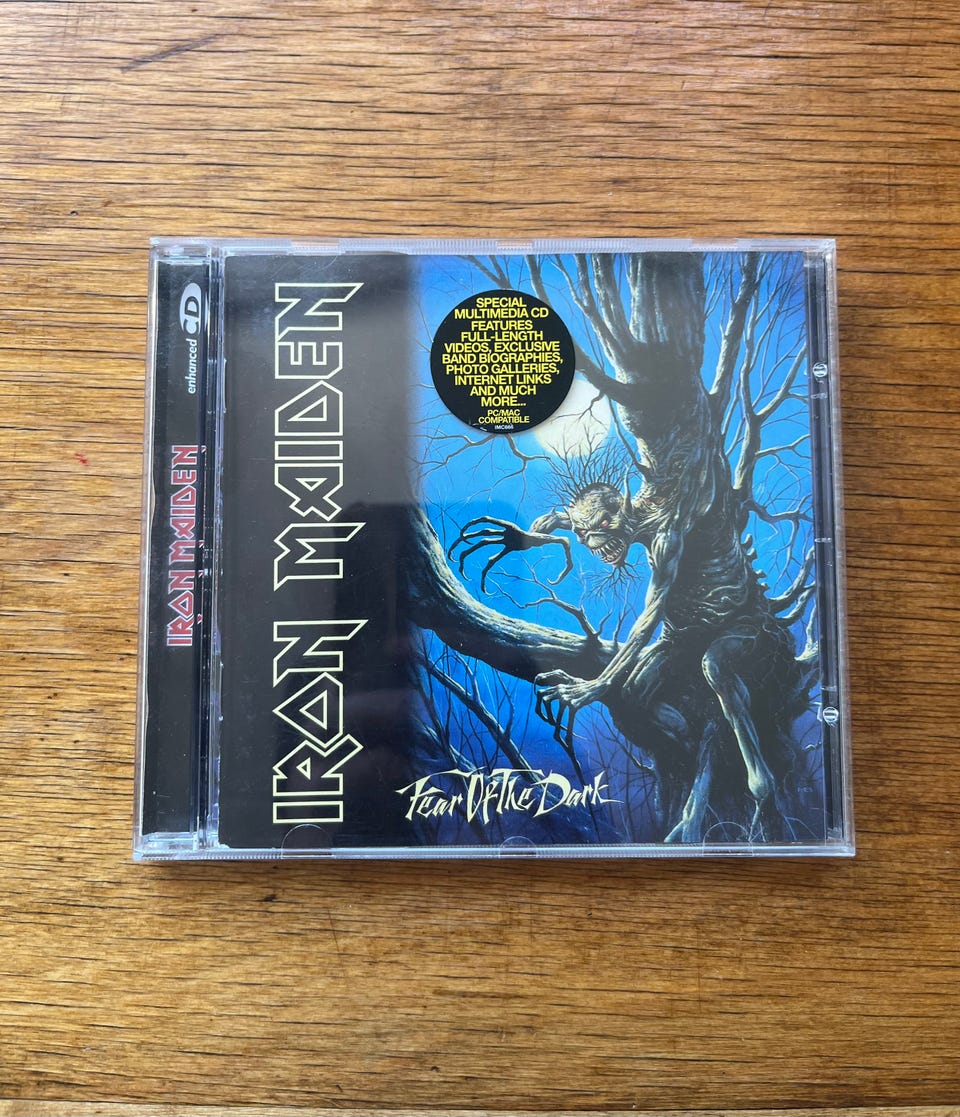 enhanced CD
IRON MAIDEN
IRON MAIDEN
SPECIAL
MULTIMEDIA CD
FEATURES
FULL-LENGTH
VIDEOS, EXCLUSIVE
BAND BIOGRAPHIES,
PHOTO GALLERIES,
INTERNET LINKS
AND MUCH
MORE...
PC/MAC
COMPATIBLE
IMC666
Fear Of The Dark